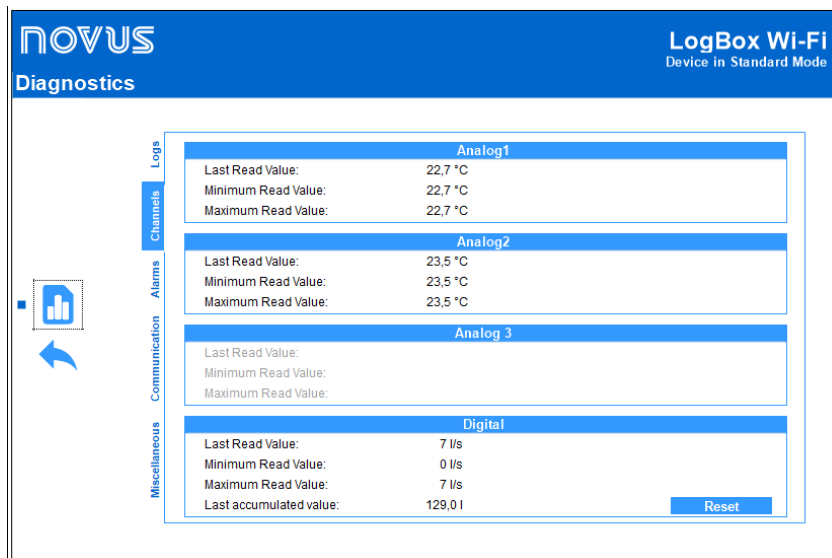 NOVUS
LogBox Wi-Fi
Device in Standard Mode
Diagnostics
Logs
Channels
Alarms
Communication
Miscellaneous
Analog1
Last Read Value: 22,7 °C
Minimum Read Value: 22,7 °C
Maximum Read Value: 22,7 °C
Analog2
Last Read Value: 23,5 °C
Minimum Read Value: 23,5 °C
Maximum Read Value: 23,5 °C
Analog 3
Last Read Value:
Minimum Read Value:
Maximum Read Value:
Digital
Last Read Value: 7 l/s
Minimum Read Value: 0 l/s
Maximum Read Value: 7 l/s
Last accumulated value: 129,0 l
Reset